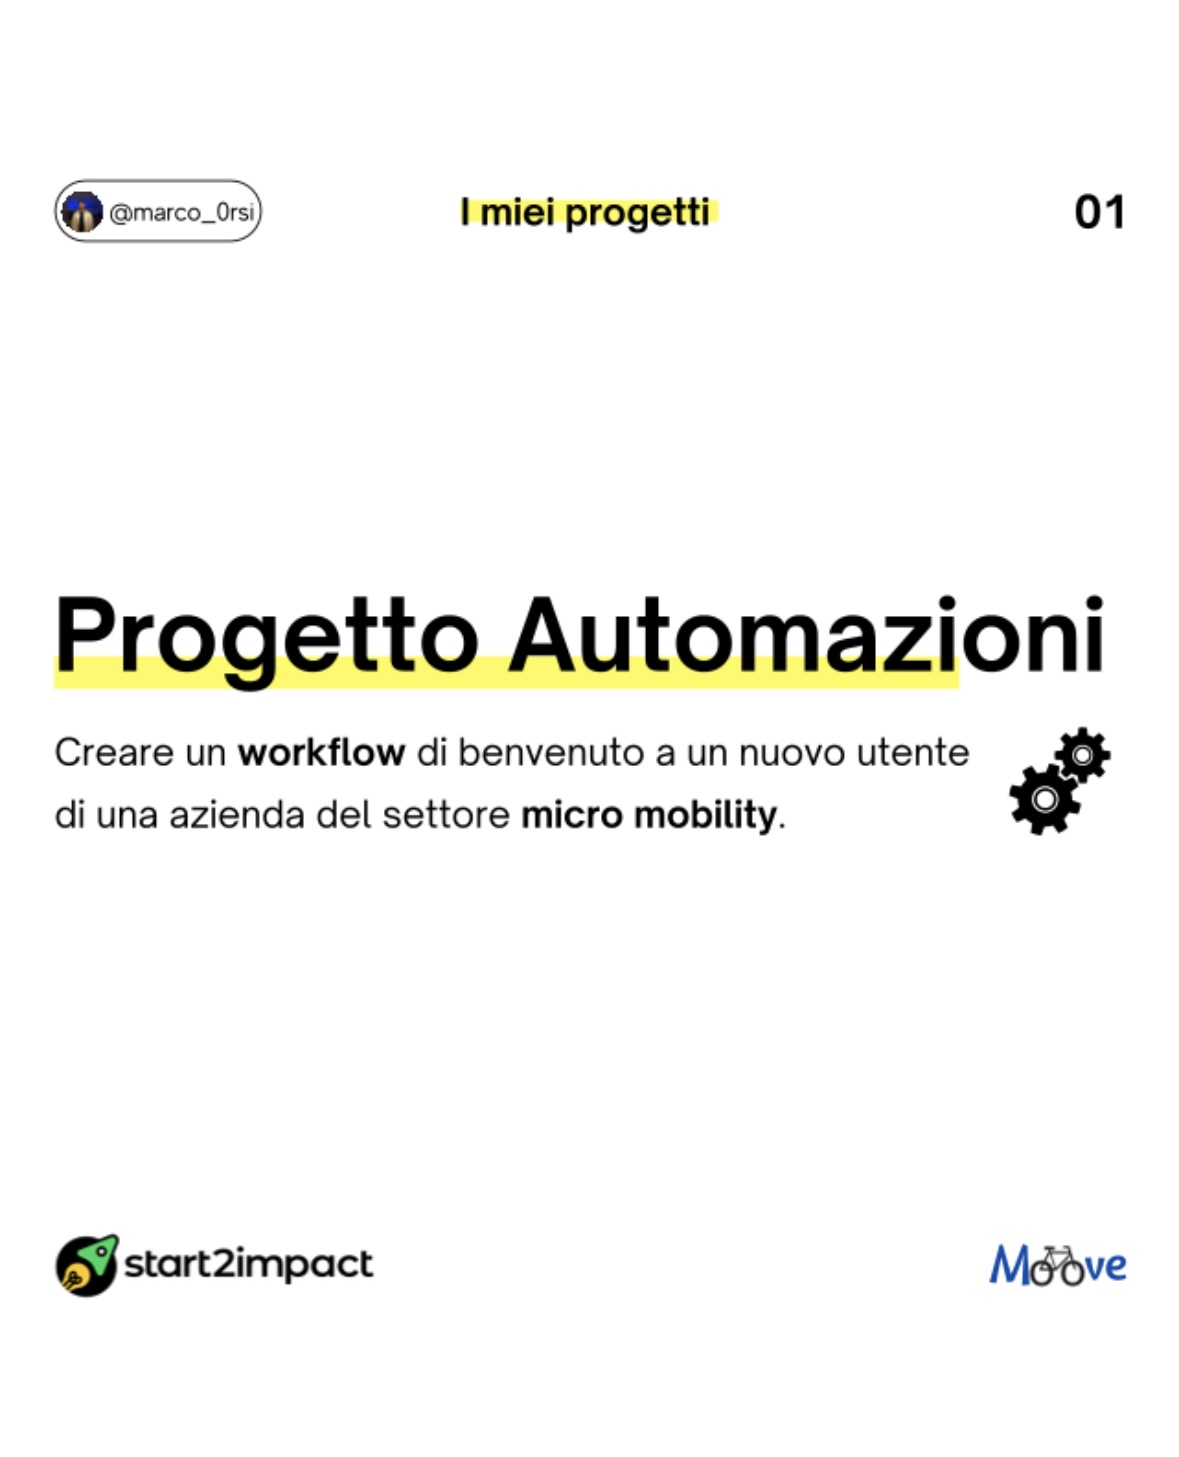 @marco_0rsi
I miei progetti
01
Progetto Automazioni
Creare un workflow di benvenuto a un nuovo utente
di una azienda del settore micro mobility.
start2impact
Moove